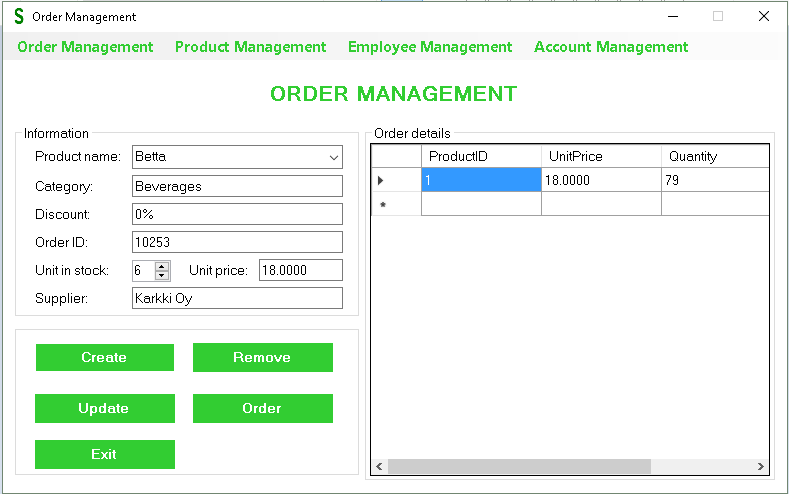 S Order Management
Order Management Product Management Employee Management Account Management
ORDER MANAGEMENT
Information
Product name: Betta
Category: Beverages
Discount: 0%
Order ID: 10253
Unit in stock: 6 Unit price: 18.0000
Supplier: Karkki Oy
Create Remove
Update Order
Exit
Order details
ProductID UnitPrice Quantity
1 18.0000 79
*